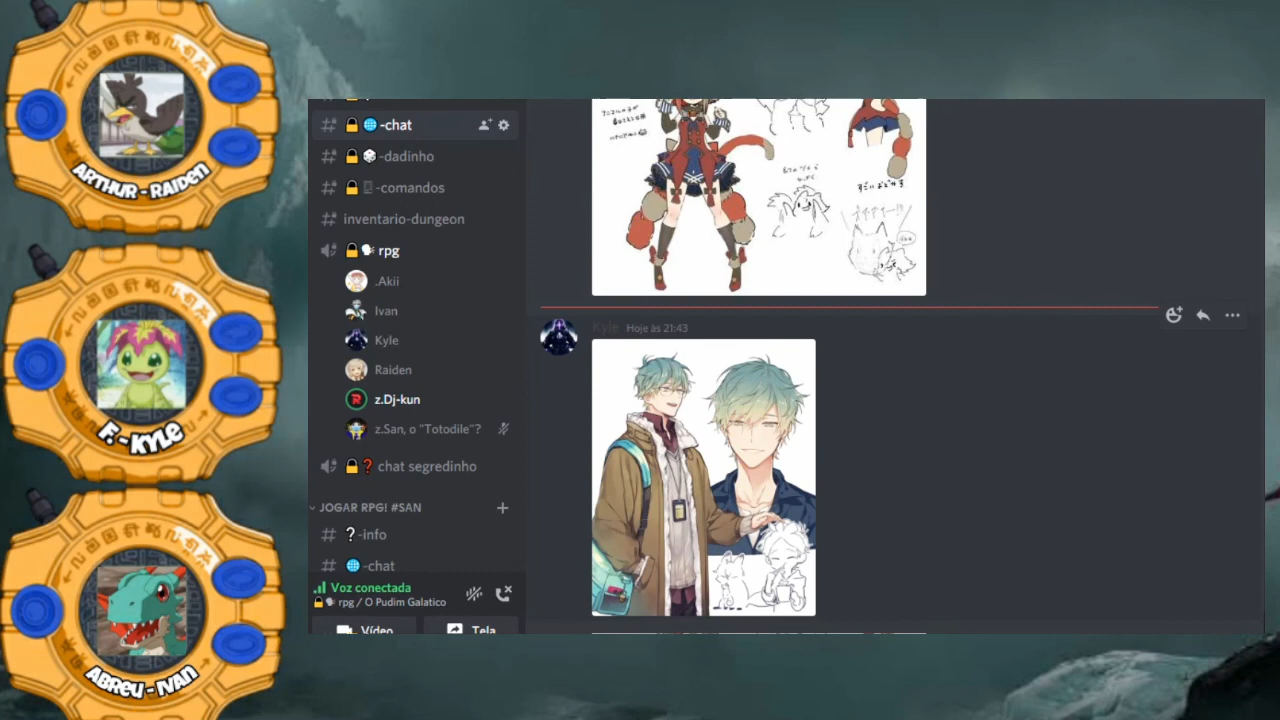 ARTHUR - RAIDEN
F. - KYLE
ABREU - IVAN
-chat
-dadinho
-comandos
inventario-dungeon
rpg
.Akii
Ivan
Kyle
Raiden
z.Dj-kun
z.San, o "Totodile"?
chat segredinho
JOGAR RPG! #SAN
?-info
-chat
Voz conectada
rpg / O Pudim Galatico
Vídeo
Tela
Kyle Hoje às 21:43